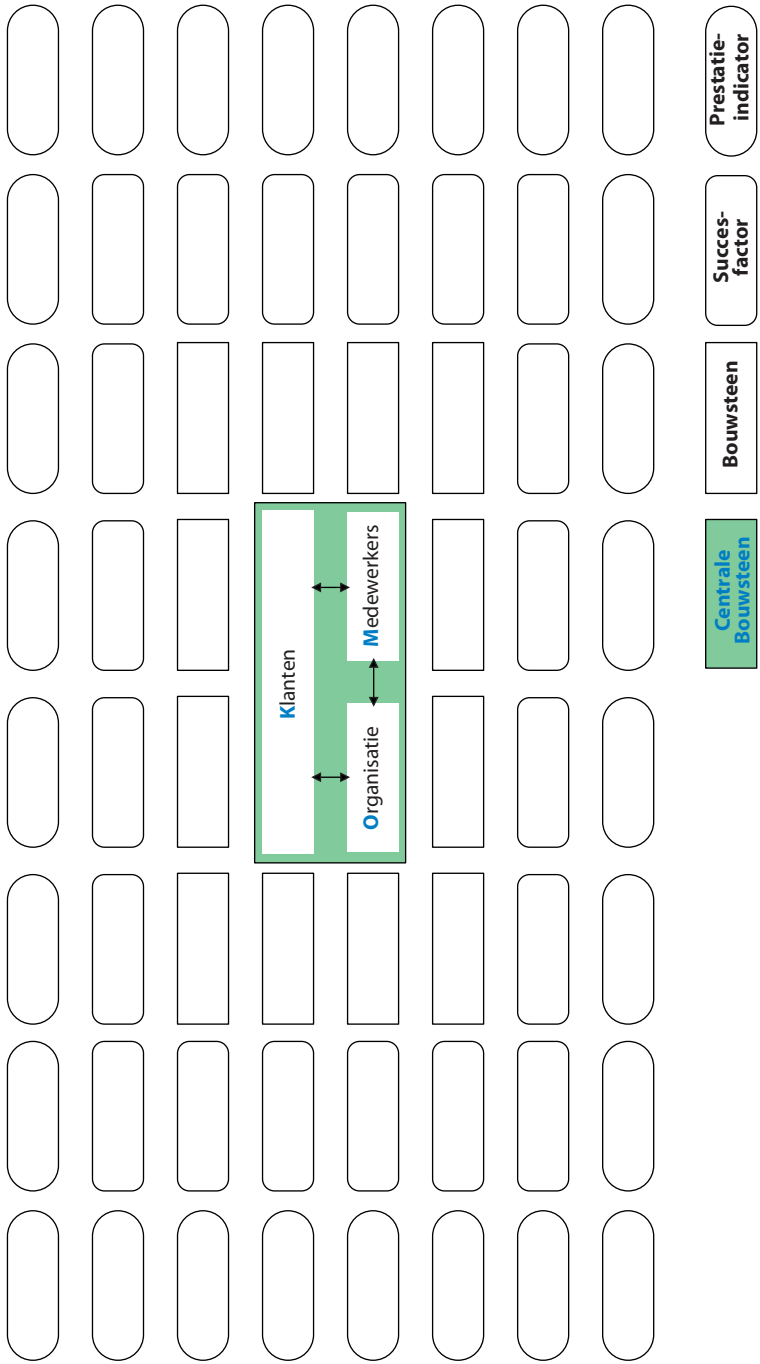 Klanten
Organisatie
Medewerkers
Centrale
Bouwsteen
Bouwsteen
Succes-
factor
Prestatie-
indicator